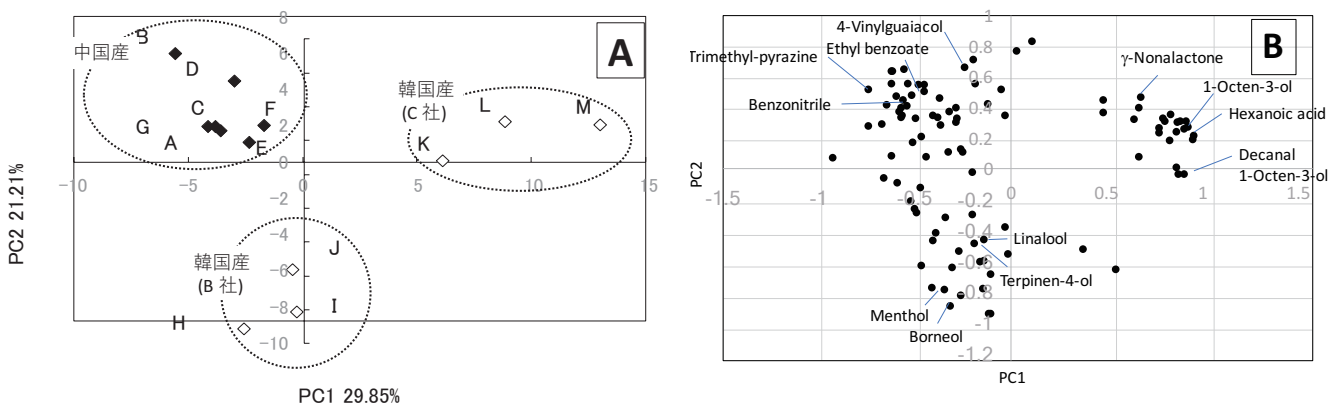 A
中国産
B
D
C
F
G
A
E
韓国産
(C 社)
L
M
K
韓国産
(B 社)
J
I
H
8
6
4
2
0
−2
−4
−6
−8
−10
−10
−5
0
5
10
15
PC2 21.21%
PC1 29.85%
B
4-Vinylguaiacol
Trimethyl-pyrazine
Ethyl benzoate
Benzonitrile
γ-Nonalactone
1-Octen-3-ol
Hexanoic acid
Decanal
1-Octen-3-ol
Linalool
Terpinen-4-ol
Menthol
Borneol
1
0.8
0.6
0.4
0.2
0
-0.2
-0.4
-0.6
-0.8
-1
-1.2
-1.5
-1
-0.5
0
0.5
1
1.5
PC2
PC1